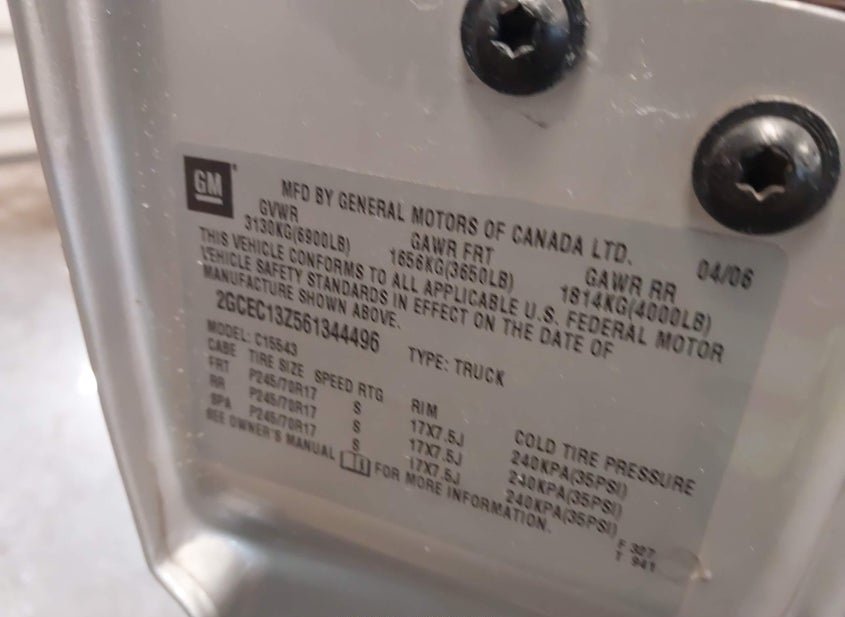 GM
MFD BY GENERAL MOTORS OF CANADA LTD.
04/06
GVWR GAWR FRT GAWR RR
3130KG(6900LB) 1656KG(3650LB) 1814KG(4000LB)
THIS VEHICLE CONFORMS TO ALL APPLICABLE U.S. FEDERAL MOTOR
VEHICLE SAFETY STANDARDS IN EFFECT ON THE DATE OF
MANUFACTURE SHOWN ABOVE.
2GCEC13Z561344496 TYPE: TRUCK
MODEL: C15543
CABE TIRE SIZE SPEED RTG RIM COLD TIRE PRESSURE
FRT P245/70R17 S 17X7.5J 240KPA(35PSI)
RR P245/70R17 S 17X7.5J 240KPA(35PSI)
SPA P245/70R17 S 17X7.5J 240KPA(35PSI)
SEE OWNER'S MANUAL FOR MORE INFORMATION.
F 327
T 941